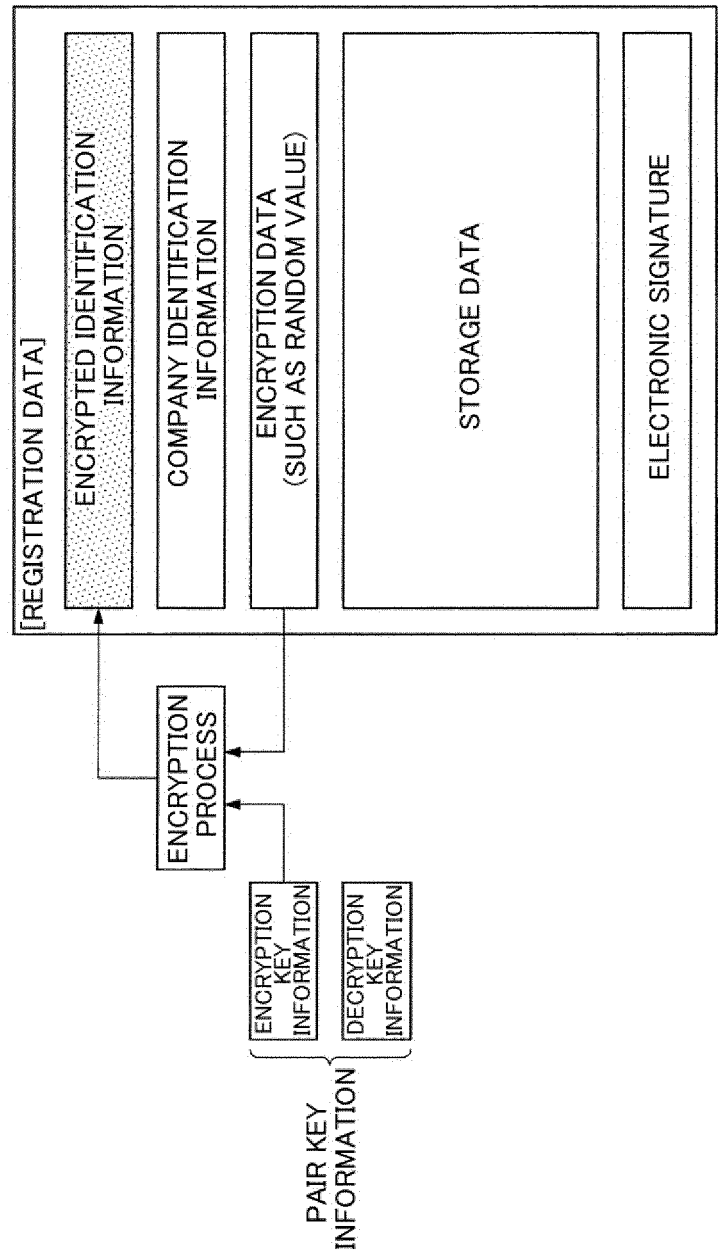 [REGISTRATION DATA]
ENCRYPTED IDENTIFICATION
INFORMATION
COMPANY IDENTIFICATION
INFORMATION
ENCRYPTION DATA
(SUCH AS RANDOM VALUE)
STORAGE DATA
ELECTRONIC SIGNATURE
ENCRYPTION
PROCESS
ENCRYPTION
KEY
INFORMATION
DECRYPTION
KEY
INFORMATION
PAIR KEY
INFORMATION